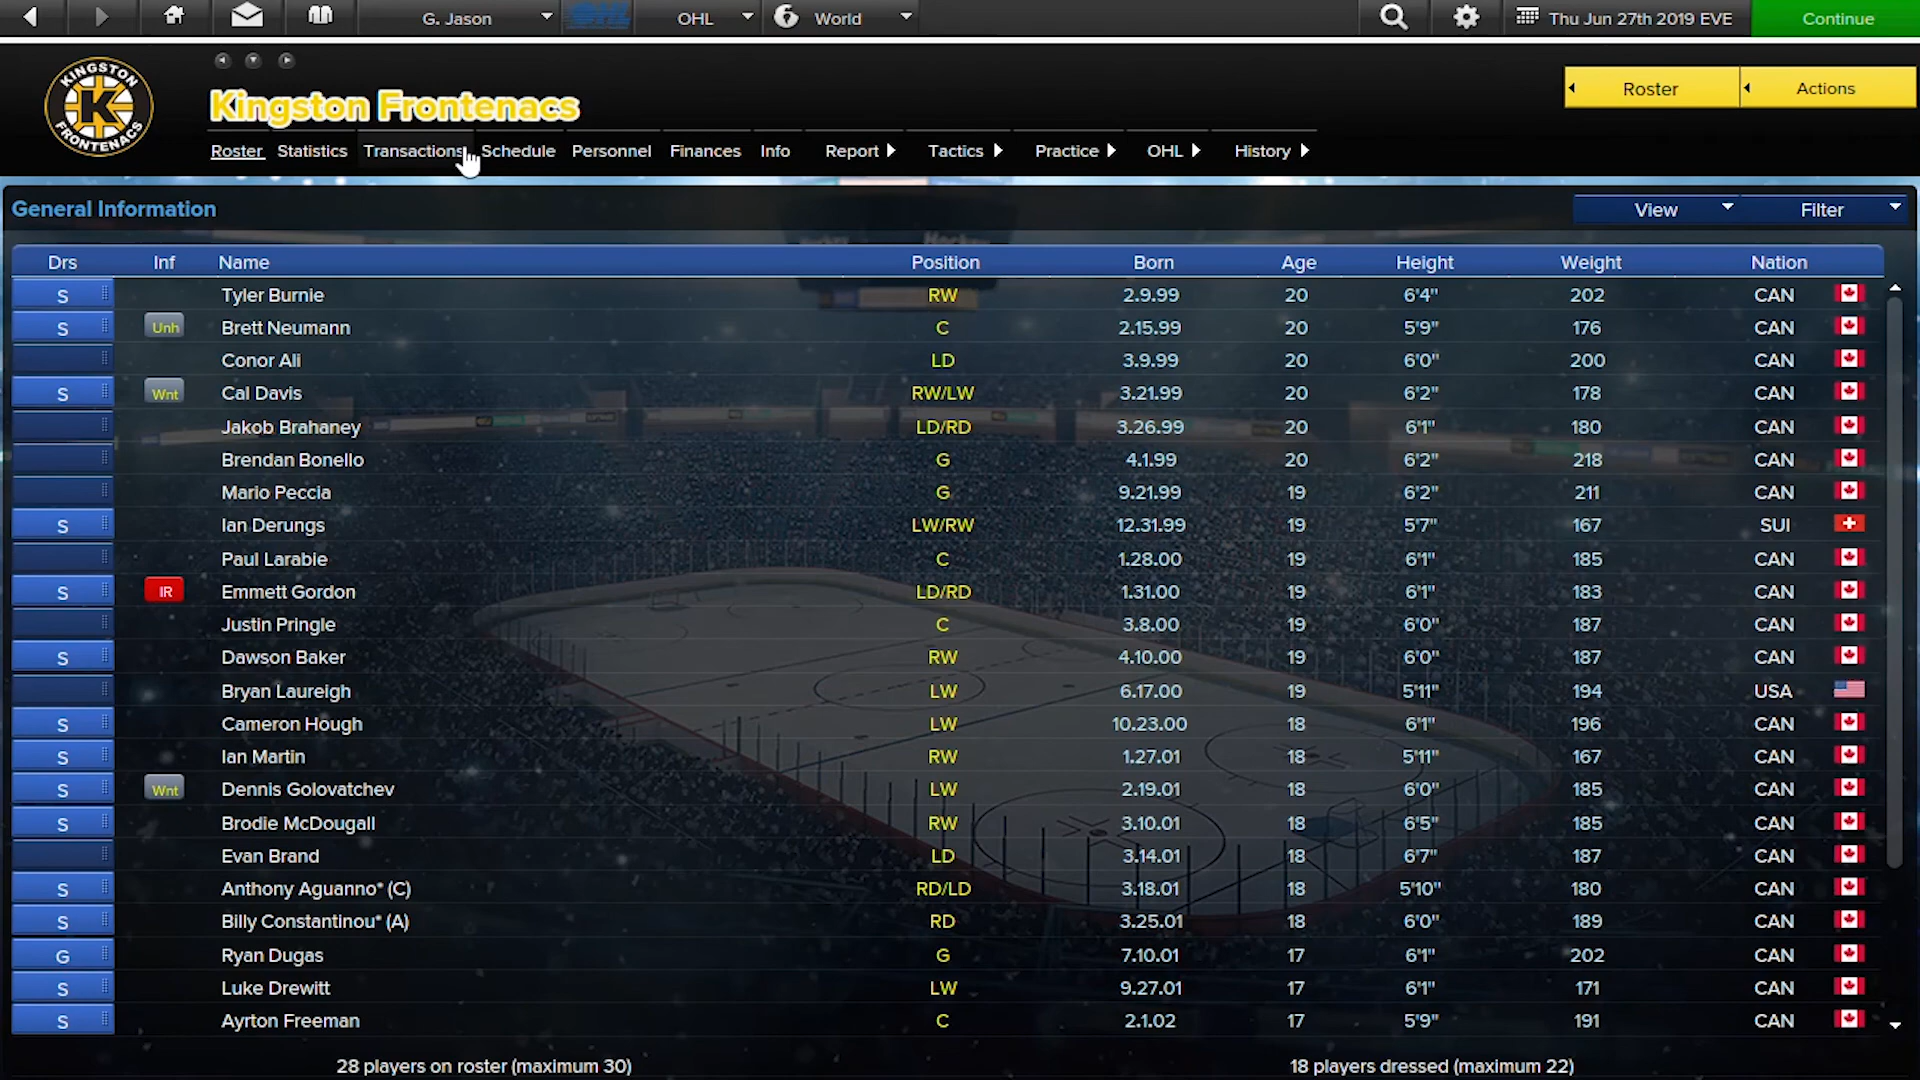 G. Jason OHL OHL World Thu Jun 27th 2019 EVE Continue
KINGSTON K FRONTENACS
Kingston Frontenacs
Roster Actions
Roster Statistics Transactions Schedule Personnel Finances Info Report Tactics Practice OHL History
General Information View Filter
Drs Inf Name Position Born Age Height Weight Nation
S Tyler Burnie RW 2.9.99 20 6'4" 202 CAN
S Unh Brett Neumann C 2.15.99 20 5'9" 176 CAN
Conor Ali LD 3.9.99 20 6'0" 200 CAN
S Wnt Cal Davis RW/LW 3.21.99 20 6'2" 178 CAN
Jakob Brahaney LD/RD 3.26.99 20 6'1" 180 CAN
Brendan Bonello G 4.1.99 20 6'2" 218 CAN
Mario Peccia G 9.21.99 19 6'2" 211 CAN
S Ian Derungs LW/RW 12.31.99 19 5'7" 167 SUI
Paul Larabie C 1.28.00 19 6'1" 185 CAN
S IR Emmett Gordon LD/RD 1.31.00 19 6'1" 183 CAN
Justin Pringle C 3.8.00 19 6'0" 187 CAN
S Dawson Baker RW 4.10.00 19 6'0" 187 CAN
Bryan Laureigh LW 6.17.00 19 5'11" 194 USA
S Cameron Hough LW 10.23.00 18 6'1" 196 CAN
S Ian Martin RW 1.27.01 18 5'11" 167 CAN
S Wnt Dennis Golovatchev LW 2.19.01 18 6'0" 185 CAN
S Brodie McDougall RW 3.10.01 18 6'5" 185 CAN
Evan Brand LD 3.14.01 18 6'7" 187 CAN
S Anthony Aguanno* (C) RD/LD 3.18.01 18 5'10" 180 CAN
S Billy Constantinou* (A) RD 3.25.01 18 6'0" 189 CAN
G Ryan Dugas G 7.10.01 17 6'1" 202 CAN
S Luke Drewitt LW 9.27.01 17 6'1" 171 CAN
S Ayrton Freeman C 2.1.02 17 5'9" 191 CAN
28 players on roster (maximum 30) 18 players dressed (maximum 22)